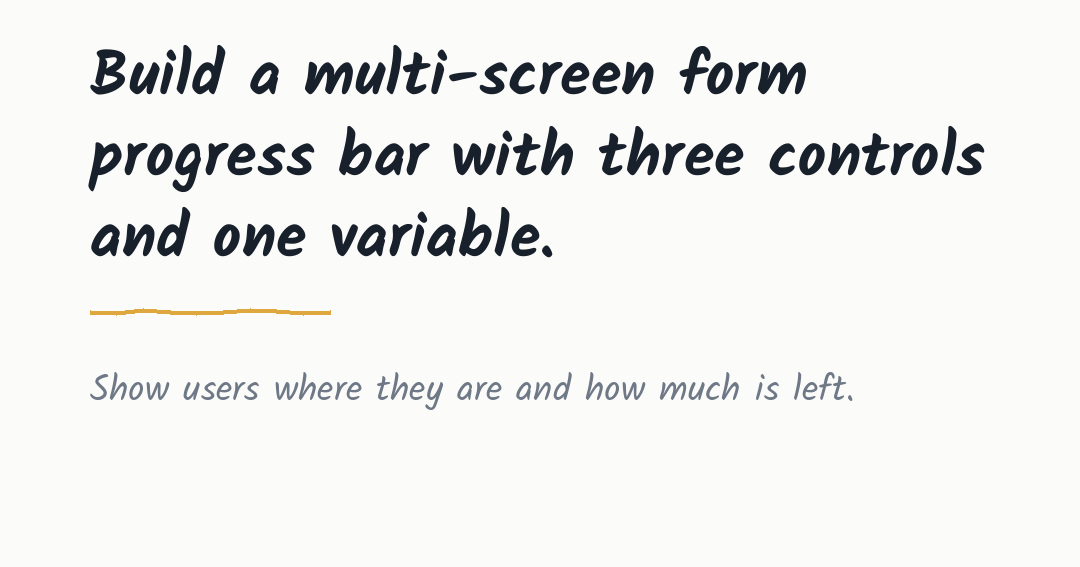 Build a multi-screen form
progress bar with three controls
and one variable.
Show users where they are and how much is left.